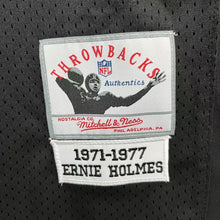 THROWBACKS
NFL
Authentics
NOSTALGIA CO.
Mitchell & Ness
PHILADELPHIA, PA
1971-1977
ERNIE HOLMES